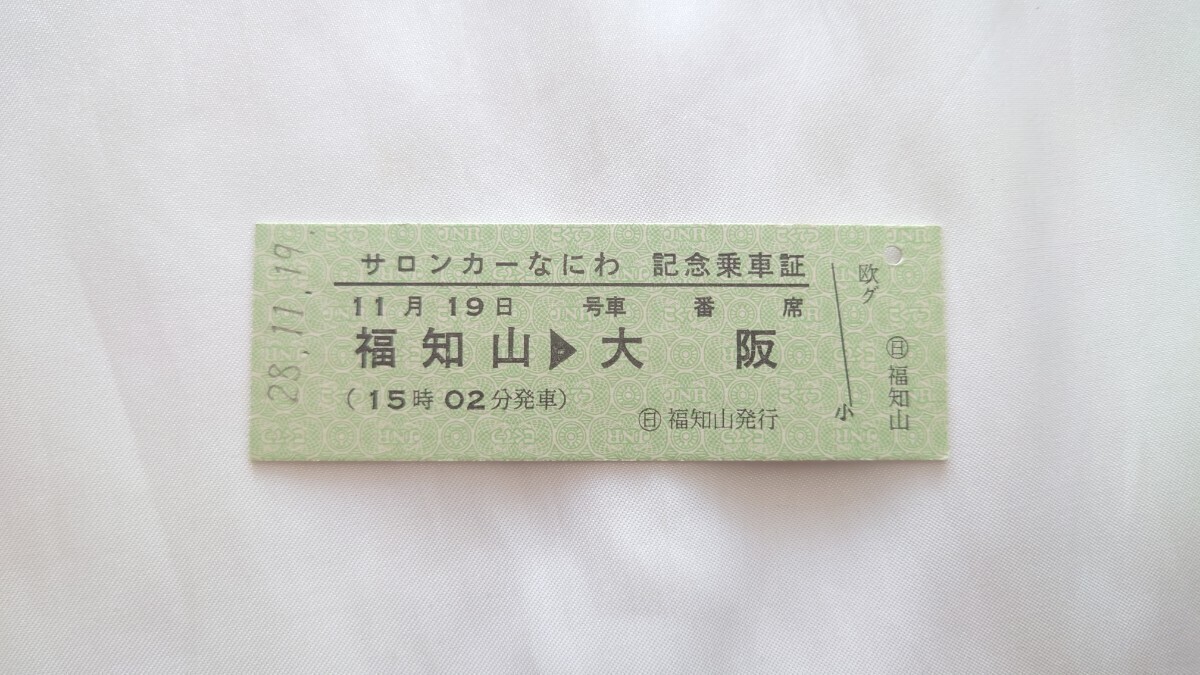 28.11.19
サロンカーなにわ 記念乗車証
11月19日 号車 番 席
福知山▶大 阪
(15時02分発車)
㊐福知山発行
欧グ
小
㊐福知山